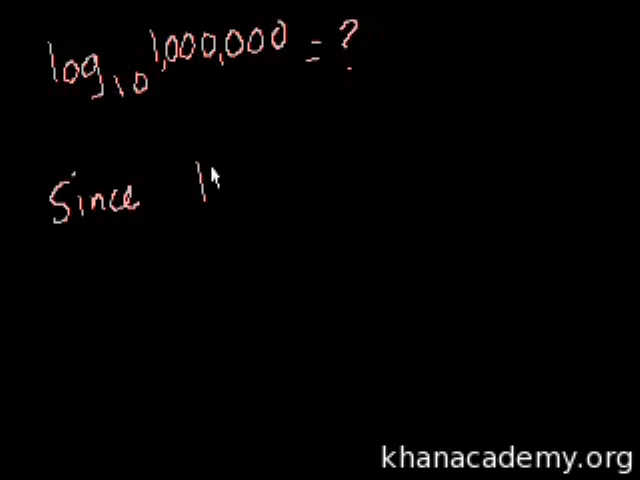 log₁₀ 1,000,000 = ?
Since 1
khanacademy.org